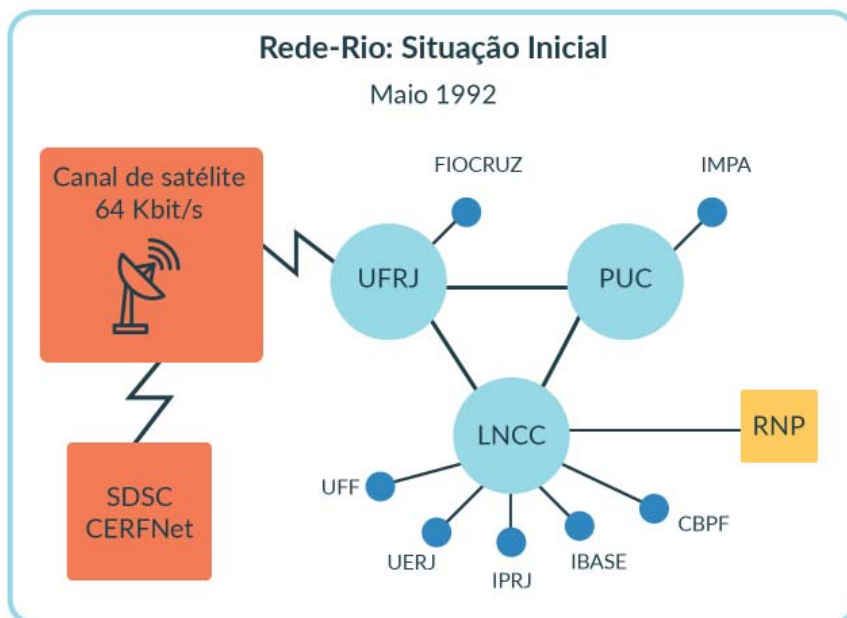 Rede-Rio: Situação Inicial
Maio 1992
Canal de satélite
64 Kbit/s
FIOCRUZ
IMPA
UFRJ
PUC
LNCC
RNP
SDSC
CERFNet
UFF
UERJ
IPRJ
IBASE
CBPF